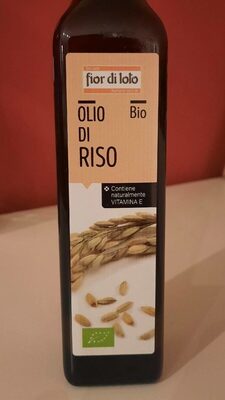 fior di loto
OLIO
DI
RISO
Bio
Contiene
naturalmente
VITAMINA E